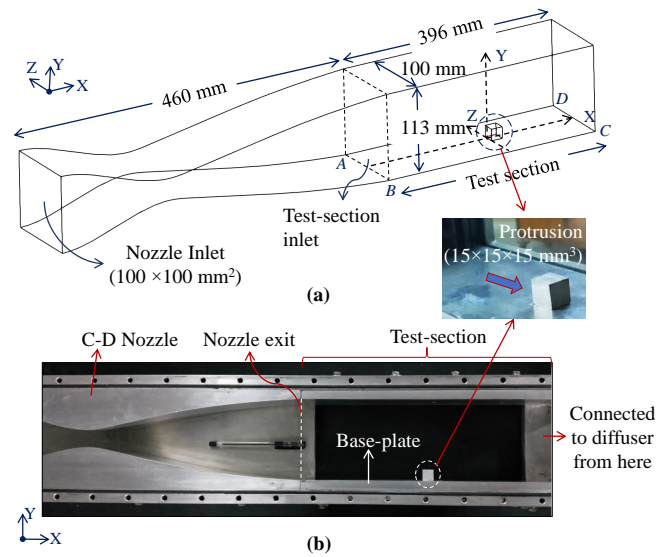 396 mm
Y
Y
Z
X
100 mm
460 mm
Z
D
X
113 mm
C
A
B
Test section
Test-section
inlet
Nozzle Inlet
(100 ×100 mm²)
Protrusion
(15×15×15 mm³)
(a)
C-D Nozzle
Nozzle exit
Test-section
Connected
to diffuser
from here
Base-plate
Y
X
(b)